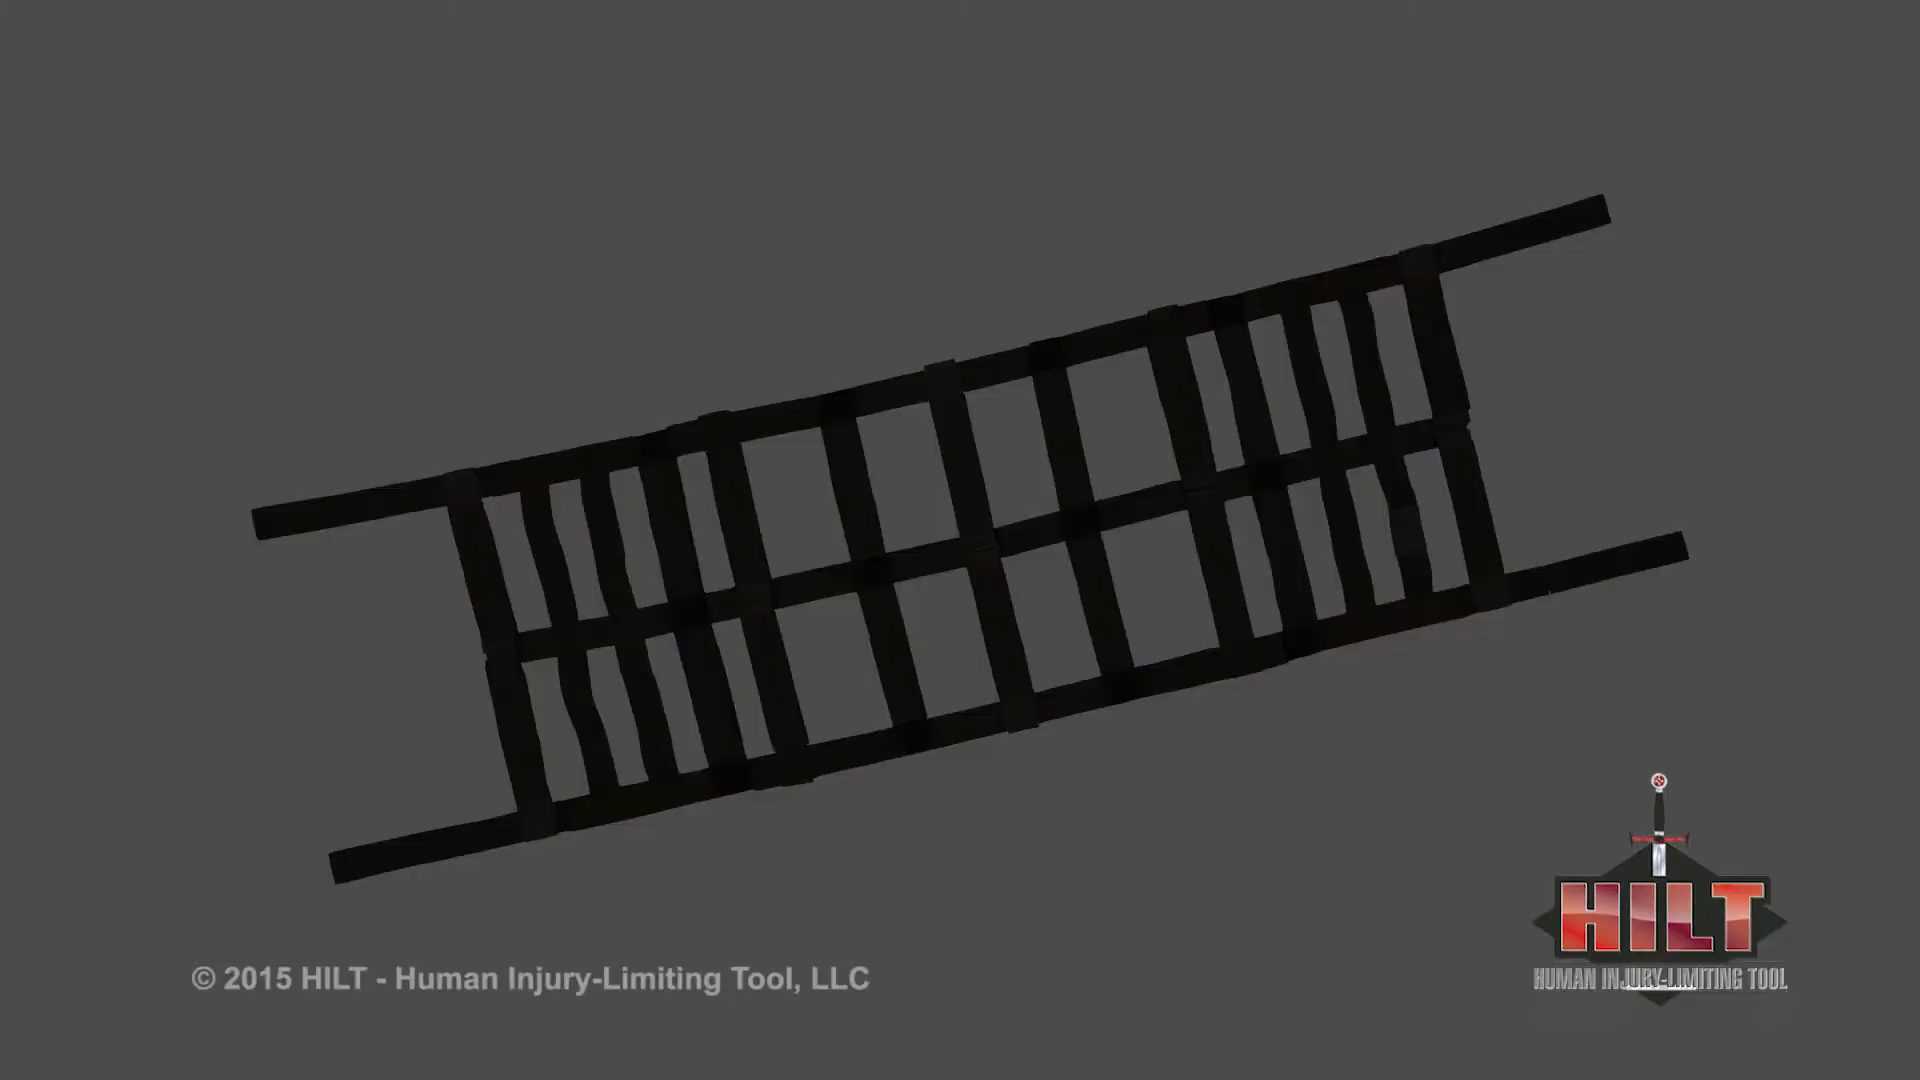 © 2015 HILT - Human Injury-Limiting Tool, LLC
HILT
HUMAN INJURY-LIMITING TOOL